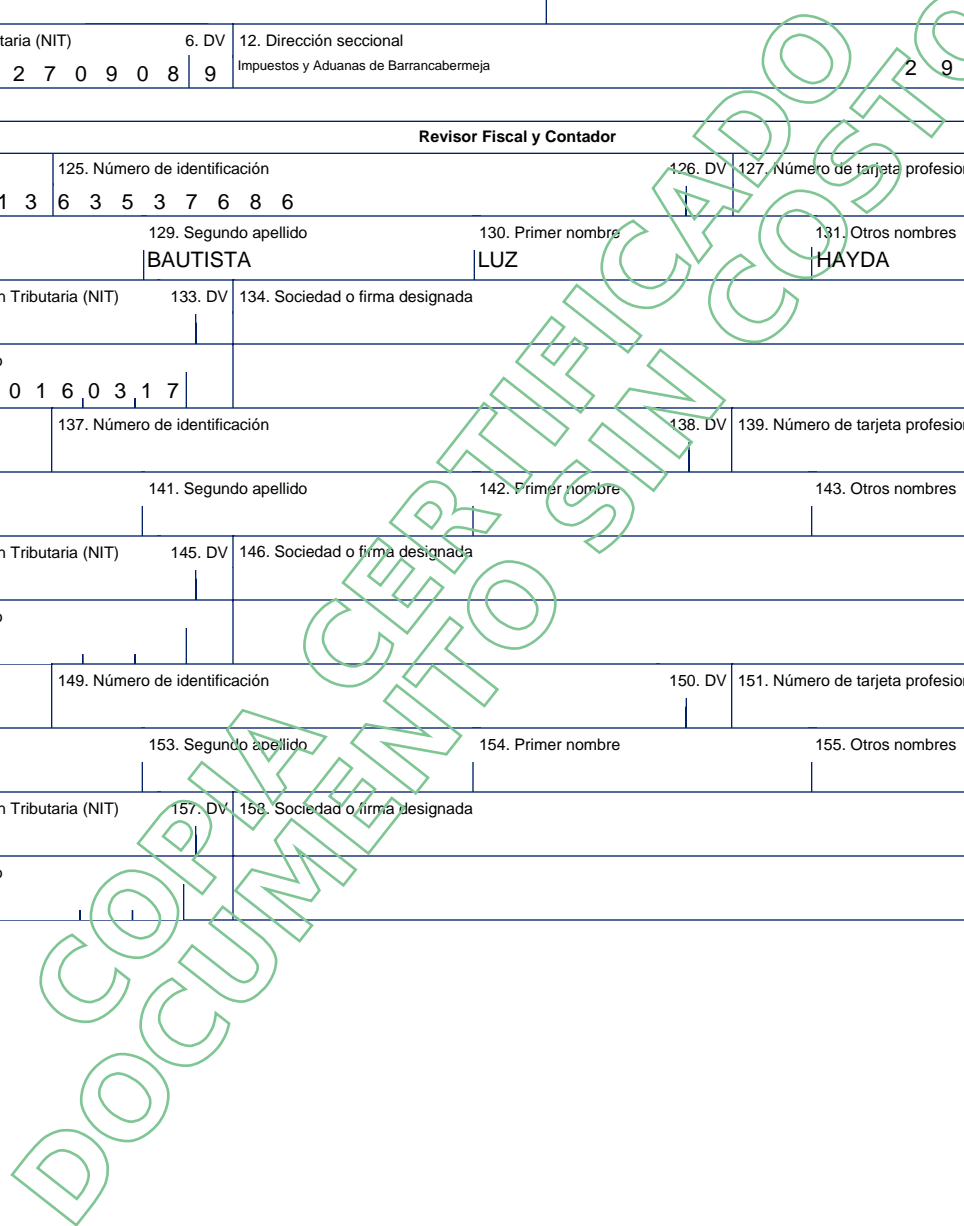 taria (NIT) 6. DV 12. Dirección seccional
2 7 0 9 0 8 9 Impuestos y Aduanas de Barrancabermeja 2 9
Revisor Fiscal y Contador
125. Número de identificación 126. DV 127. Número de tarjeta profesion
1 3 6 3 5 3 7 6 8 6
129. Segundo apellido 130. Primer nombre 131. Otros nombres
BAUTISTA LUZ HAYDA
n Tributaria (NIT) 133. DV 134. Sociedad o firma designada
o
0 1 6 0 3 1 7
137. Número de identificación 138. DV 139. Número de tarjeta profesion
141. Segundo apellido 142. Primer nombre 143. Otros nombres
n Tributaria (NIT) 145. DV 146. Sociedad o firma designada
o
149. Número de identificación 150. DV 151. Número de tarjeta profesion
153. Segundo apellido 154. Primer nombre 155. Otros nombres
n Tributaria (NIT) 157. DV 158. Sociedad o firma designada
o
COPIA CERTIFICADO
DOCUMENTO SIN COSTO